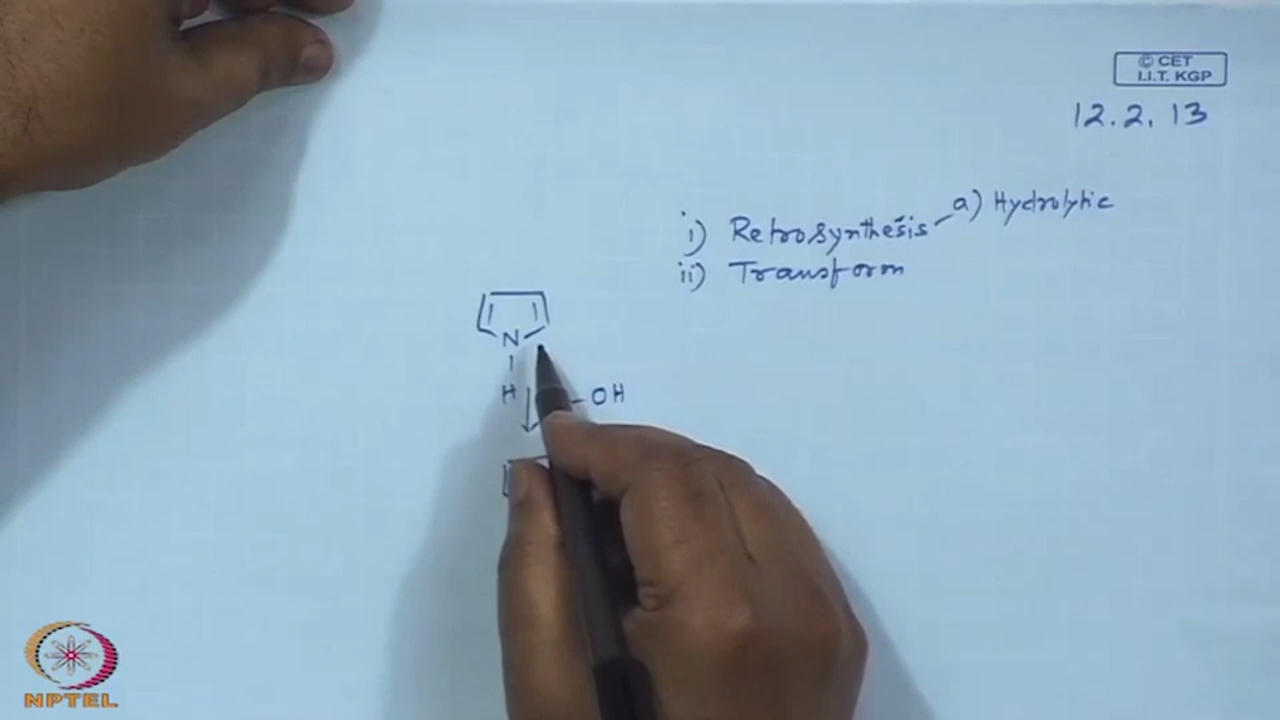 © CET
I.I.T. KGP
12.2.13
i) Retrosynthesis a) Hydrolytic
ii) Transform
N
H OH
NPTEL